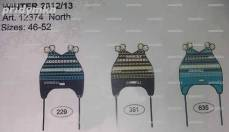 WINTER 2012/13
Art. 12374 North
Sizes: 46-52
229
381
635